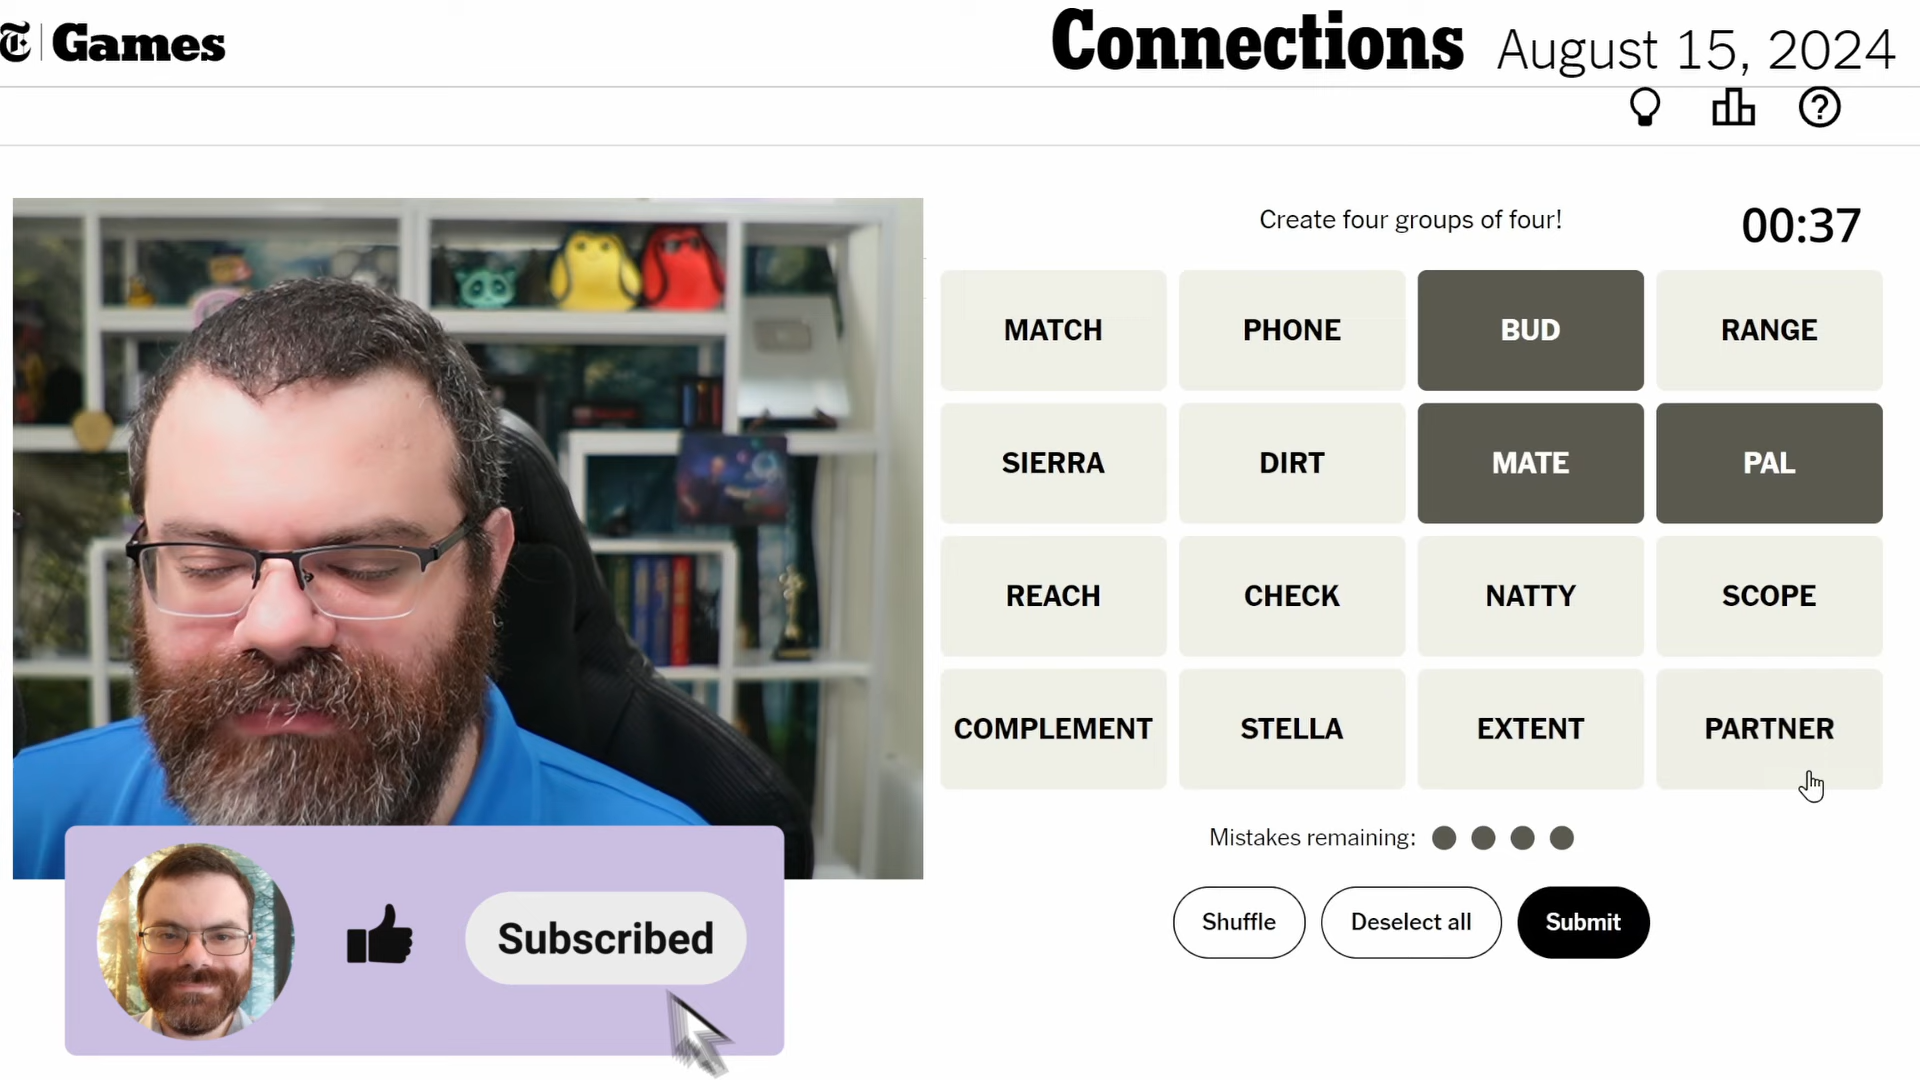 T Games
Connections August 15, 2024
Create four groups of four!
00:37
MATCH PHONE BUD RANGE
SIERRA DIRT MATE PAL
REACH CHECK NATTY SCOPE
COMPLEMENT STELLA EXTENT PARTNER
Mistakes remaining:
Shuffle Deselect all Submit
Subscribed